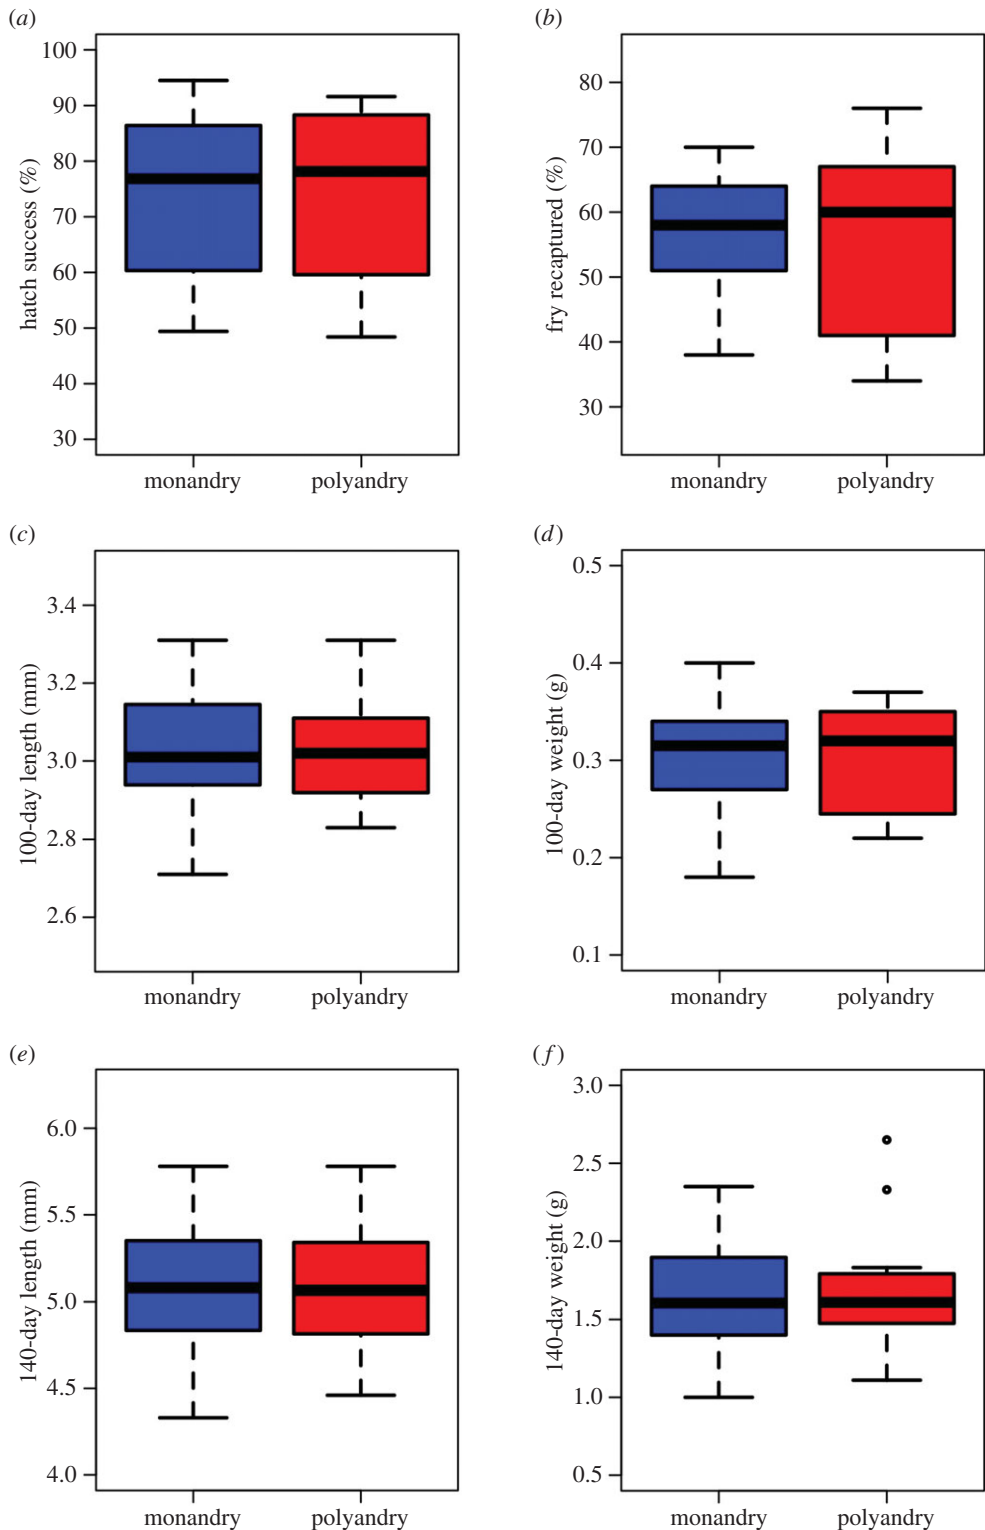 (a)
hatch success (%)
100
90
80
70
60
50
40
30
monandry
polyandry
(b)
fry recaptured (%)
80
70
60
50
40
30
monandry
polyandry
(c)
100-day length (mm)
3.4
3.2
3.0
2.8
2.6
monandry
polyandry
(d)
100-day weight (g)
0.5
0.4
0.3
0.2
0.1
monandry
polyandry
(e)
140-day length (mm)
6.0
5.5
5.0
4.5
4.0
monandry
polyandry
(f)
140-day weight (g)
3.0
2.5
2.0
1.5
1.0
0.5
monandry
polyandry